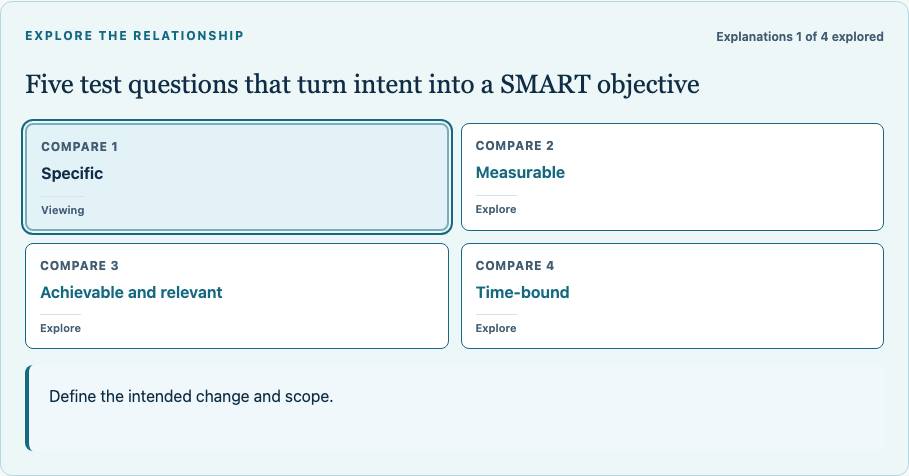 EXPLORE THE RELATIONSHIP
Explanations 1 of 4 explored
Five test questions that turn intent into a SMART objective
COMPARE 1
Specific
Viewing
COMPARE 2
Measurable
Explore
COMPARE 3
Achievable and relevant
Explore
COMPARE 4
Time-bound
Explore
Define the intended change and scope.